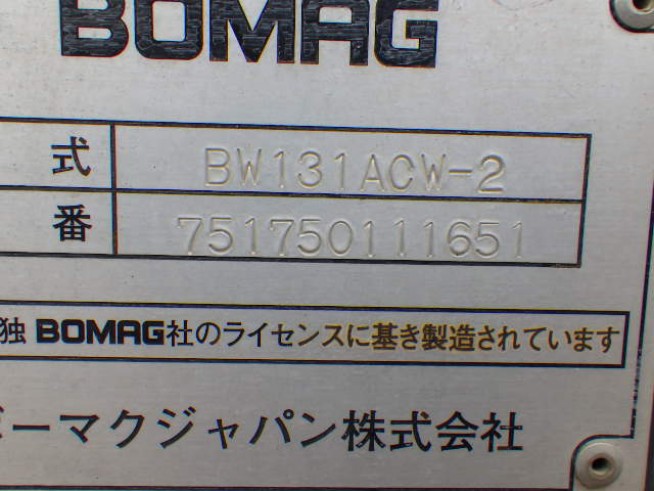 BOMAG
式 BW131ACW-2
番 751750111651
独 BOMAG社のライセンスに基き製造されています
ボーマクジャパン株式会社